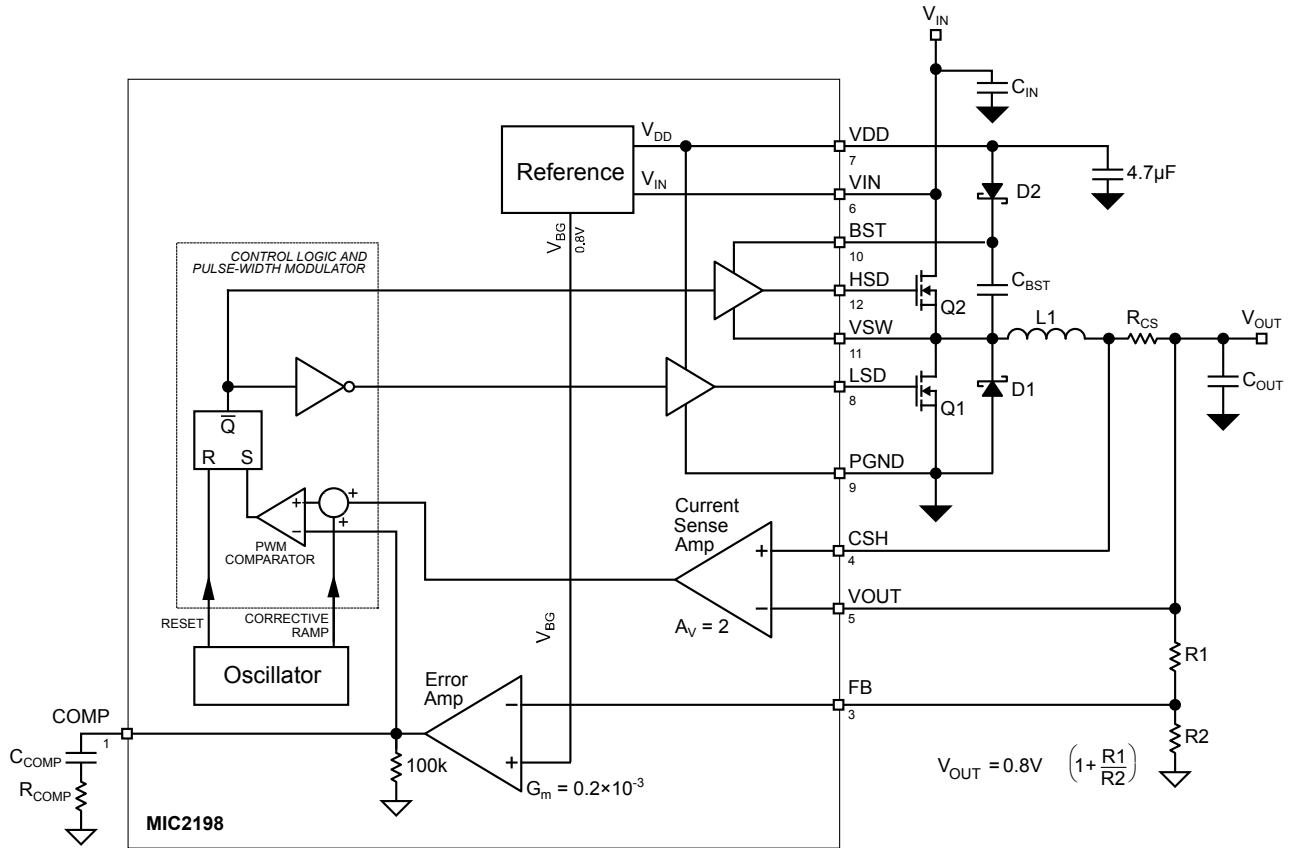 V_IN
C_IN
V_DD
VDD
7
Reference
4.7µF
V_IN
VIN
6
D2
V_BG
0.8V
CONTROL LOGIC AND
PULSE-WIDTH MODULATOR
BST
10
HSD
12
Q2
C_BST
VSW
11
L1
R_CS
V_OUT
LSD
8
Q1
D1
C_OUT
Q̅
R S
PGND
9
+
+
+
−
PWM
COMPARATOR
Current
Sense
Amp
+
−
CSH
4
VOUT
5
A_V = 2
RESET
CORRECTIVE
RAMP
V_BG
Oscillator
R1
Error
Amp
−
+
FB
3
R2
COMP
1
C_COMP
R_COMP
100k
G_m = 0.2×10⁻³
V_OUT = 0.8V (1+R1/R2)
MIC2198